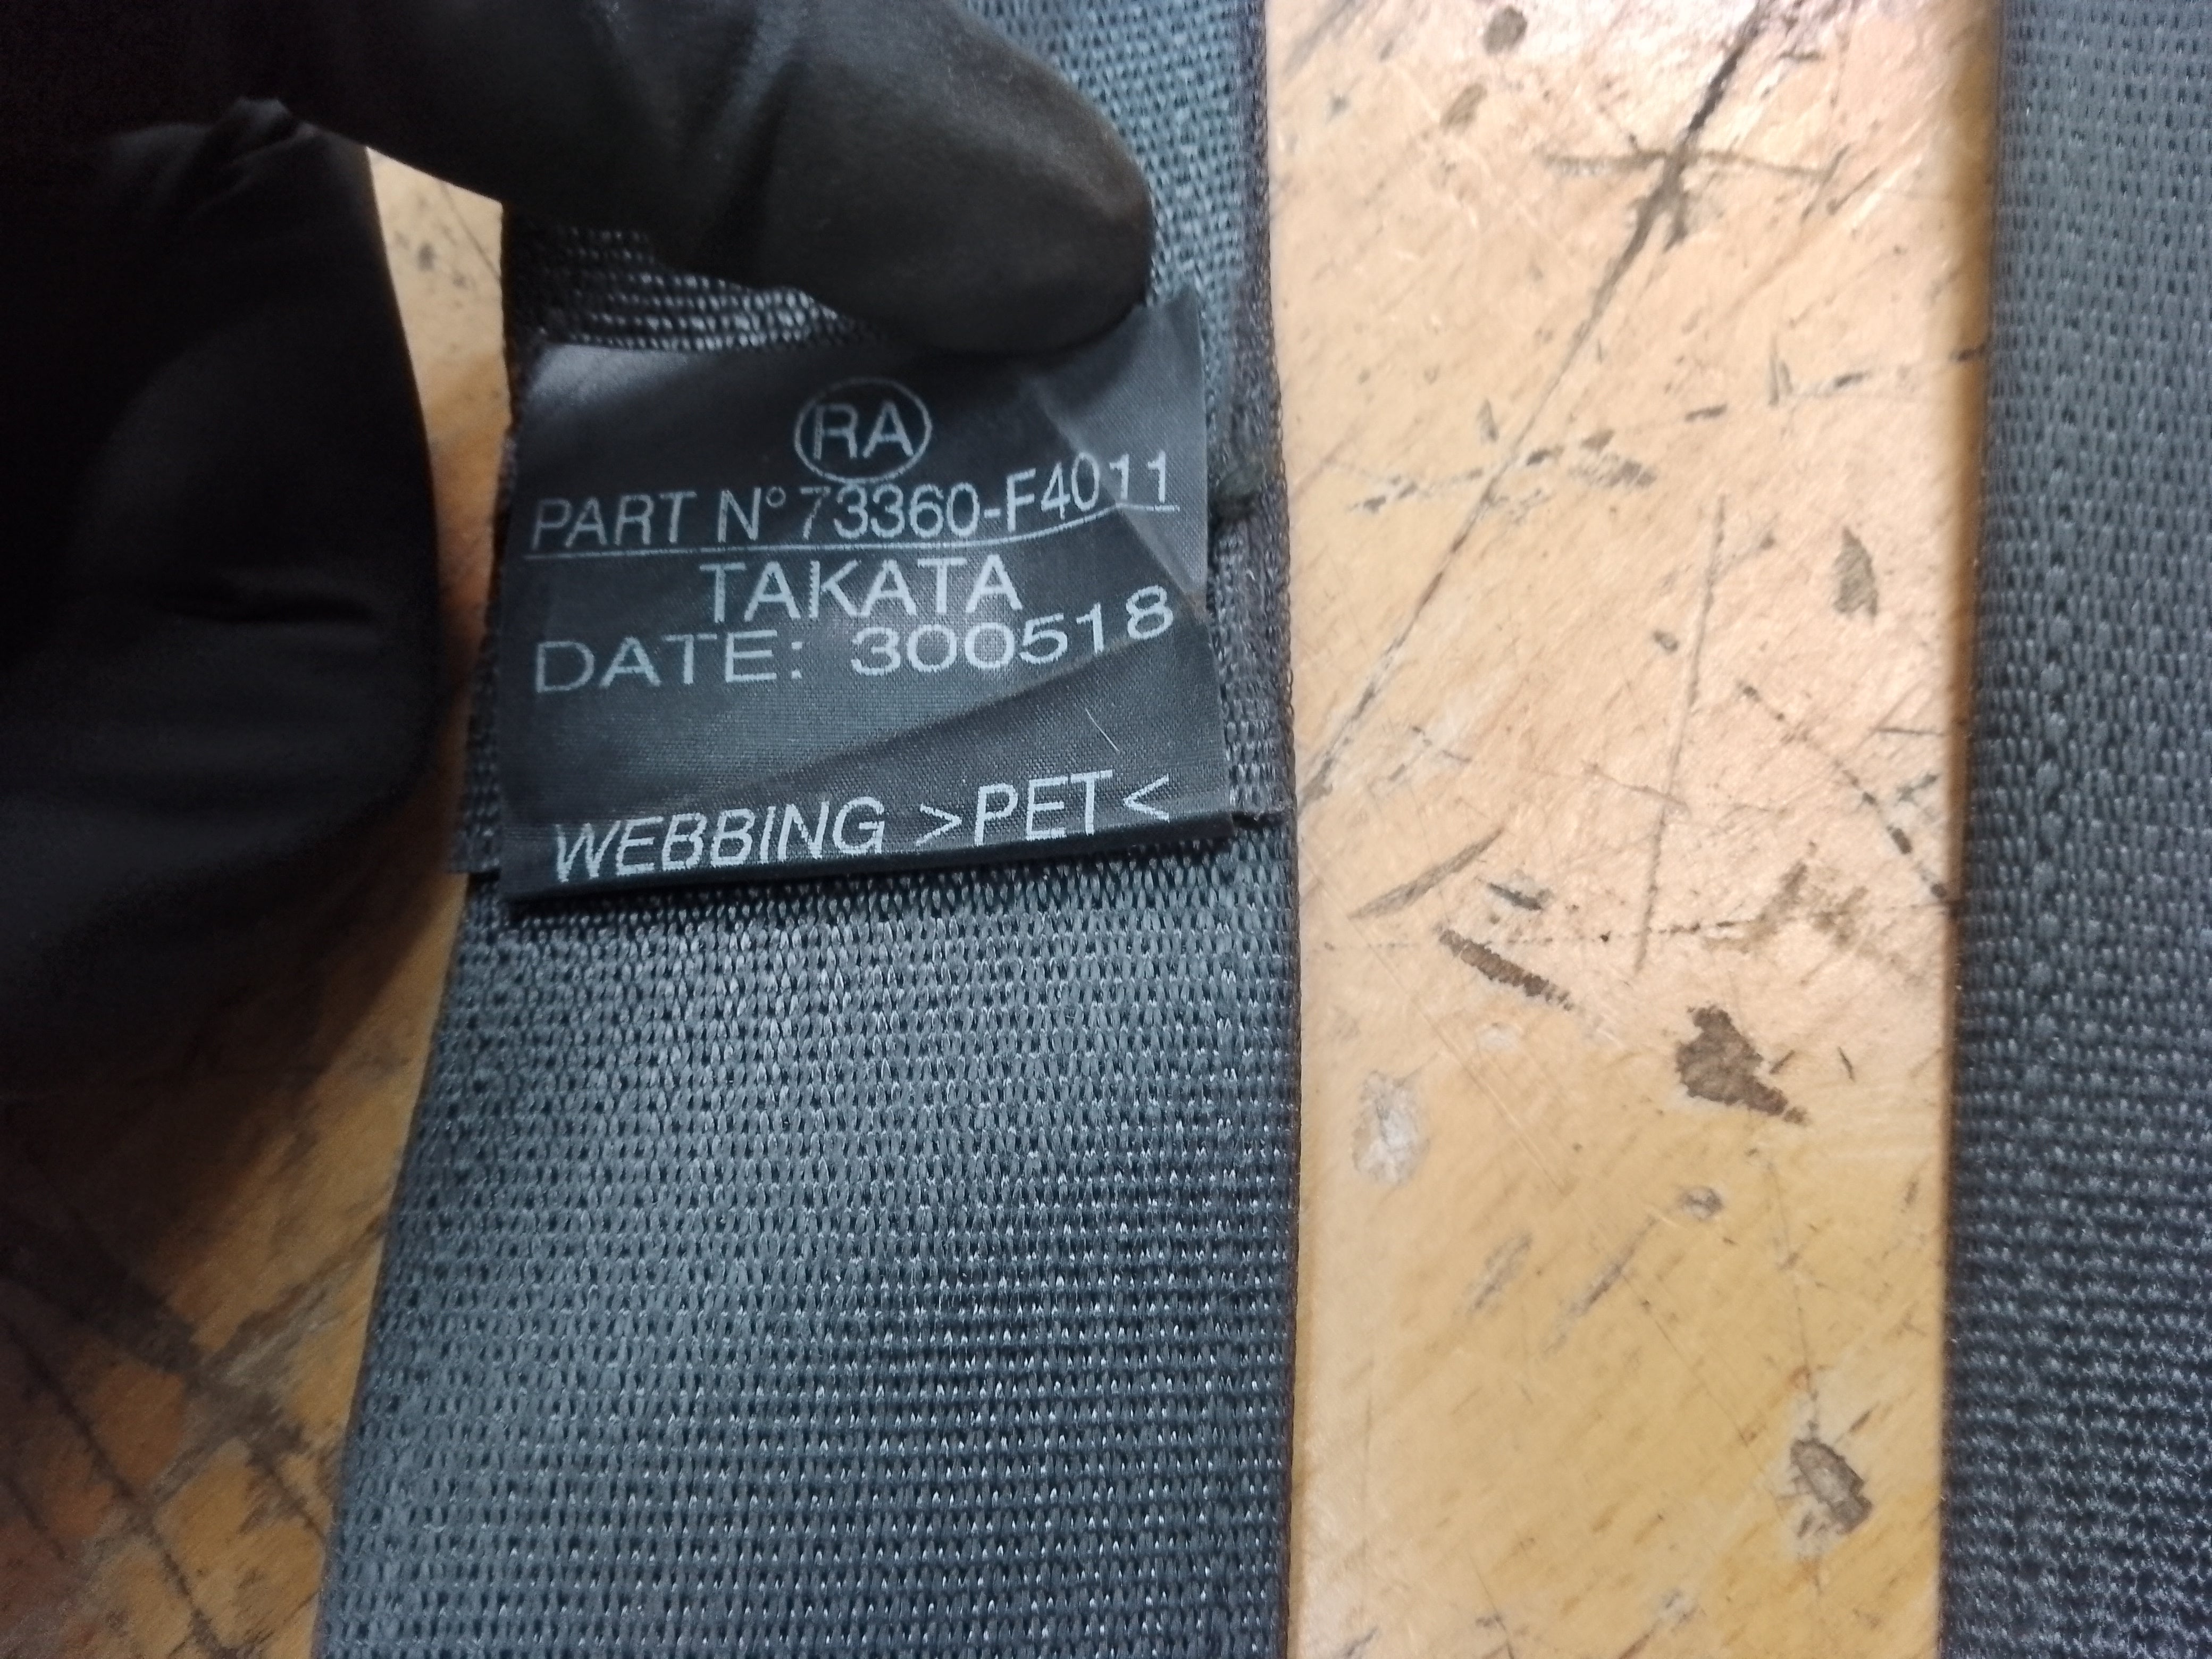 RA
PART N° 73360-F4011
TAKATA
DATE: 300518
WEBBING >PET<